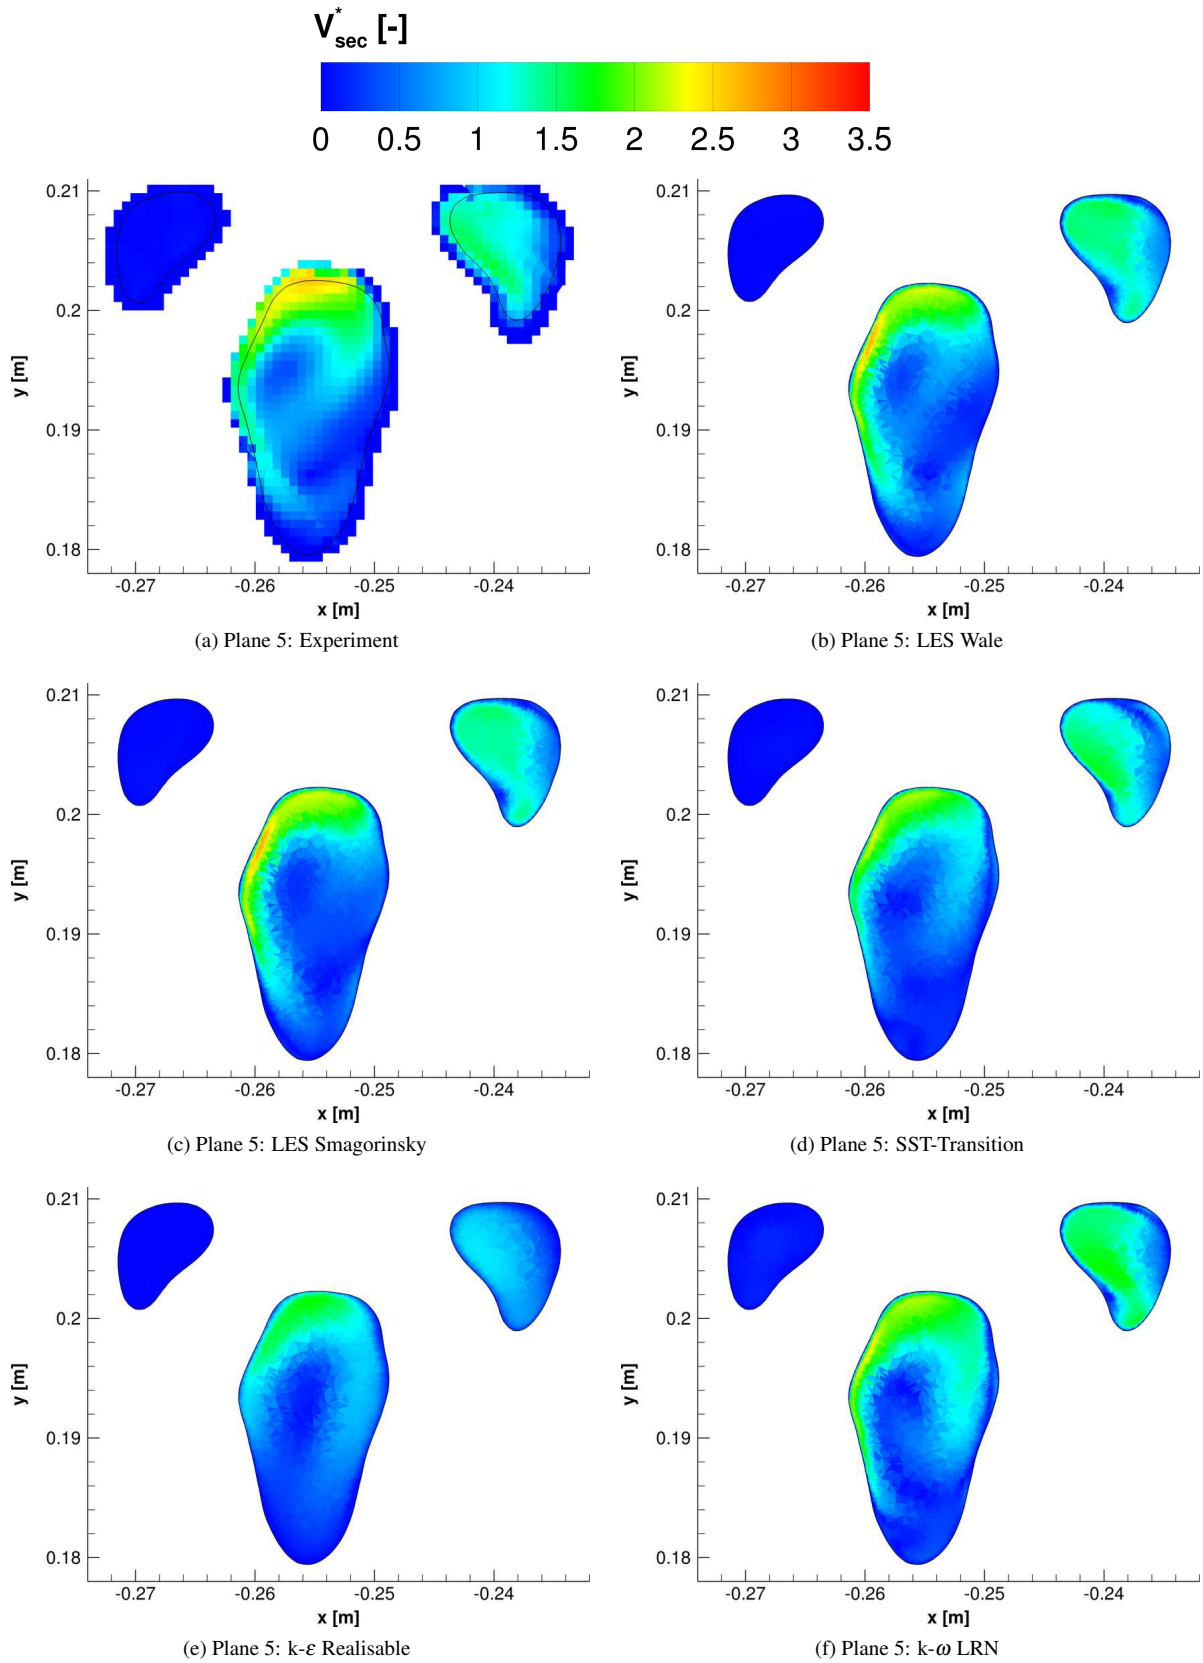 V*sec [-]
0 0.5 1 1.5 2 2.5 3 3.5
0.21
0.2
0.19
0.18
y [m]
-0.27 -0.26 -0.25 -0.24
x [m]
(a) Plane 5: Experiment
0.21
0.2
0.19
0.18
y [m]
-0.27 -0.26 -0.25 -0.24
x [m]
(b) Plane 5: LES Wale
0.21
0.2
0.19
0.18
y [m]
-0.27 -0.26 -0.25 -0.24
x [m]
(c) Plane 5: LES Smagorinsky
0.21
0.2
0.19
0.18
y [m]
-0.27 -0.26 -0.25 -0.24
x [m]
(d) Plane 5: SST-Transition
0.21
0.2
0.19
0.18
y [m]
-0.27 -0.26 -0.25 -0.24
x [m]
(e) Plane 5: k-ε Realisable
0.21
0.2
0.19
0.18
y [m]
-0.27 -0.26 -0.25 -0.24
x [m]
(f) Plane 5: k-ω LRN